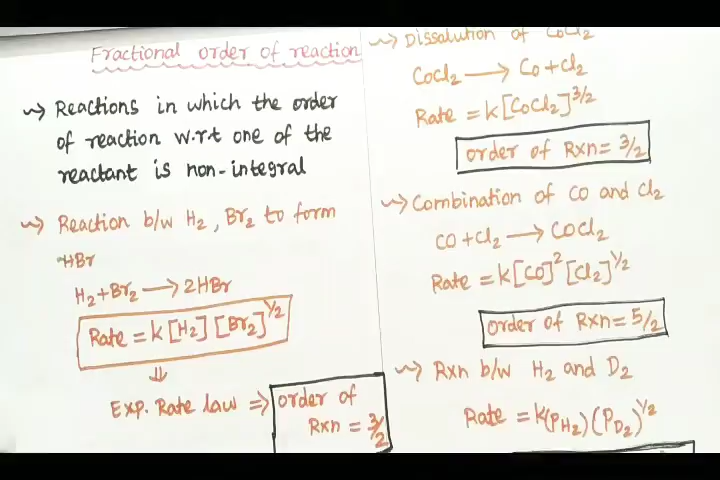 Fractional order of reaction
~> Reactions in which the order
of reaction w.r.t one of the
reactant is non-integral
~> Reaction b/w H₂, Br₂ to form
HBr
H₂+Br₂ ⟶ 2HBr
Rate = k[H₂][Br₂]^1/2
⇓
Exp. Rate law ⇒ order of
Rxn = 3/2
~> Dissolution of CoCl₂
CoCl₂ ⟶ Co+Cl₂
Rate = k[CoCl₂]^3/2
order of Rxn = 3/2
~> Combination of CO and Cl₂
CO+Cl₂ ⟶ COCl₂
Rate = k[CO]²[Cl₂]^1/2
order of Rxn = 5/2
~> Rxn b/w H₂ and D₂
Rate = k(P_H₂)(P_D₂)^1/2